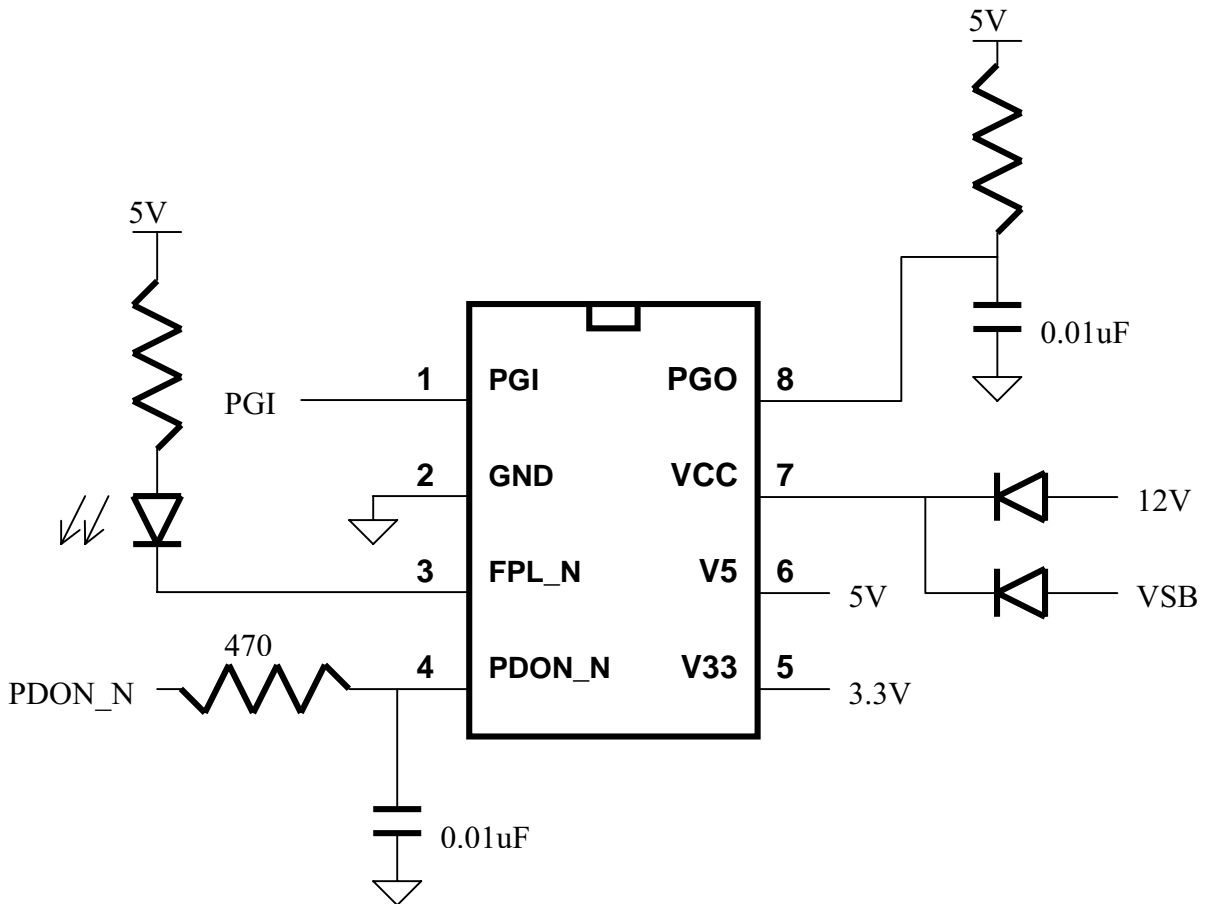 5V
5V
0.01uF
1 PGI PGO 8
PGI
2 GND VCC 7
12V
3 FPL_N V5 6
5V
VSB
470
4 PDON_N V33 5
PDON_N
3.3V
0.01uF